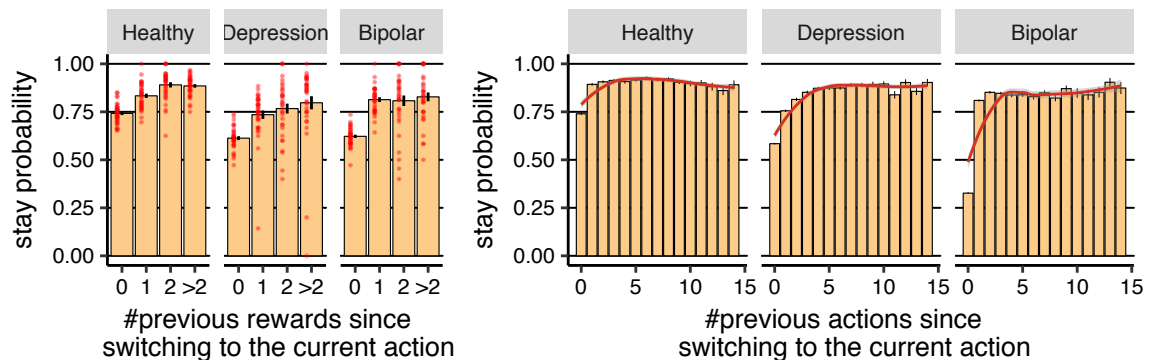 Healthy Depression Bipolar
1.00
0.75
0.50
0.25
0.00
stay probability
0 1 2 >2 0 1 2 >2 0 1 2 >2
#previous rewards since
switching to the current action
Healthy Depression Bipolar
1.00
0.75
0.50
0.25
0.00
stay probability
0 5 10 15 0 5 10 15 0 5 10 15
#previous actions since
switching to the current action